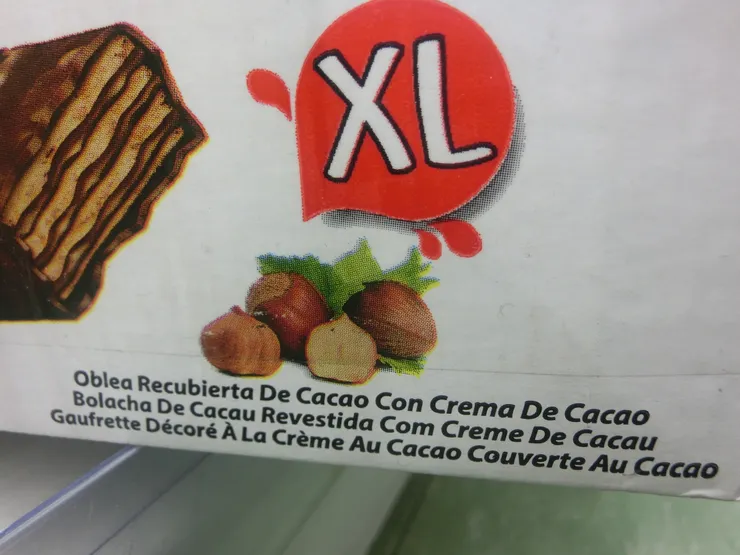 XL
Oblea Recubierta De Cacao Con Crema De Cacao
Bolacha De Cacau Revestida Com Creme De Cacau
Gaufrette Décoré À La Crème Au Cacao Couverte Au Cacao